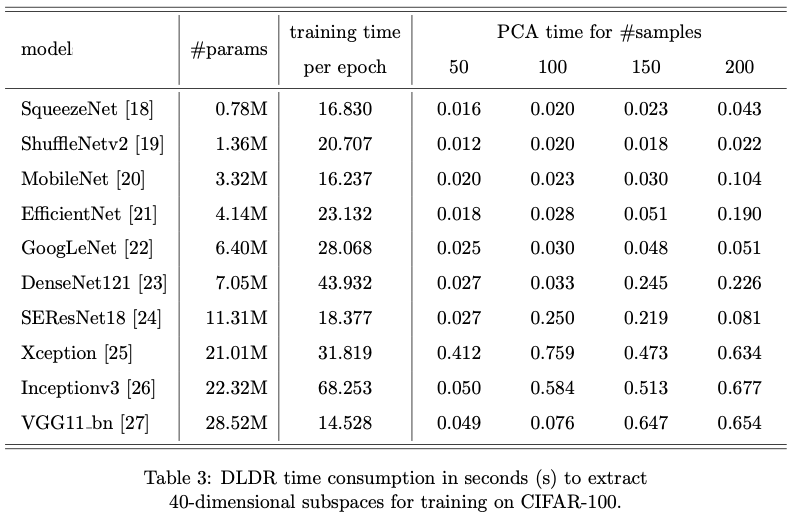 model #params training time per epoch PCA time for #samples
50 100 150 200
SqueezeNet [18] 0.78M 16.830 0.016 0.020 0.023 0.043
ShuffleNetv2 [19] 1.36M 20.707 0.012 0.020 0.018 0.022
MobileNet [20] 3.32M 16.237 0.020 0.023 0.030 0.104
EfficientNet [21] 4.14M 23.132 0.018 0.028 0.051 0.190
GoogLeNet [22] 6.40M 28.068 0.025 0.030 0.048 0.051
DenseNet121 [23] 7.05M 43.932 0.027 0.033 0.245 0.226
SEResNet18 [24] 11.31M 18.377 0.027 0.250 0.219 0.081
Xception [25] 21.01M 31.819 0.412 0.759 0.473 0.634
Inceptionv3 [26] 22.32M 68.253 0.050 0.584 0.513 0.677
VGG11_bn [27] 28.52M 14.528 0.049 0.076 0.647 0.654
Table 3: DLDR time consumption in seconds (s) to extract
40-dimensional subspaces for training on CIFAR-100.